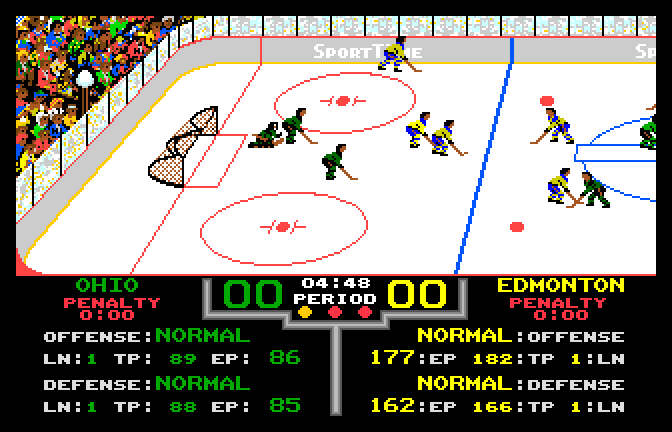 SPORTTIME SP
OHIO 00 04:48 00 EDMONTON
PENALTY PERIOD PENALTY
0:00 0:00
OFFENSE:NORMAL NORMAL:OFFENSE
LN:1 TP: 89 EP: 86 177:EP 182:TP 1:LN
DEFENSE:NORMAL NORMAL:DEFENSE
LN:1 TP: 88 EP: 85 162:EP 166:TP 1:LN